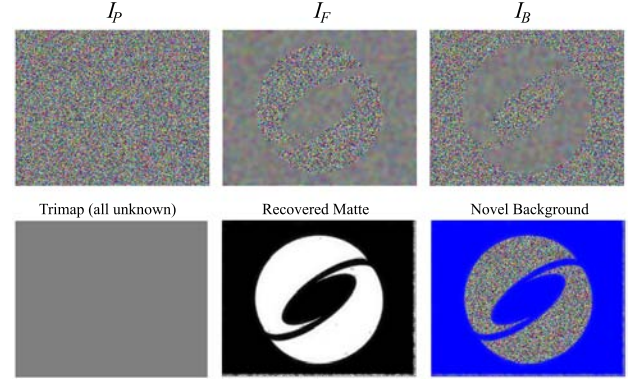 I_P
I_F
I_B
Trimap (all unknown)
Recovered Matte
Novel Background